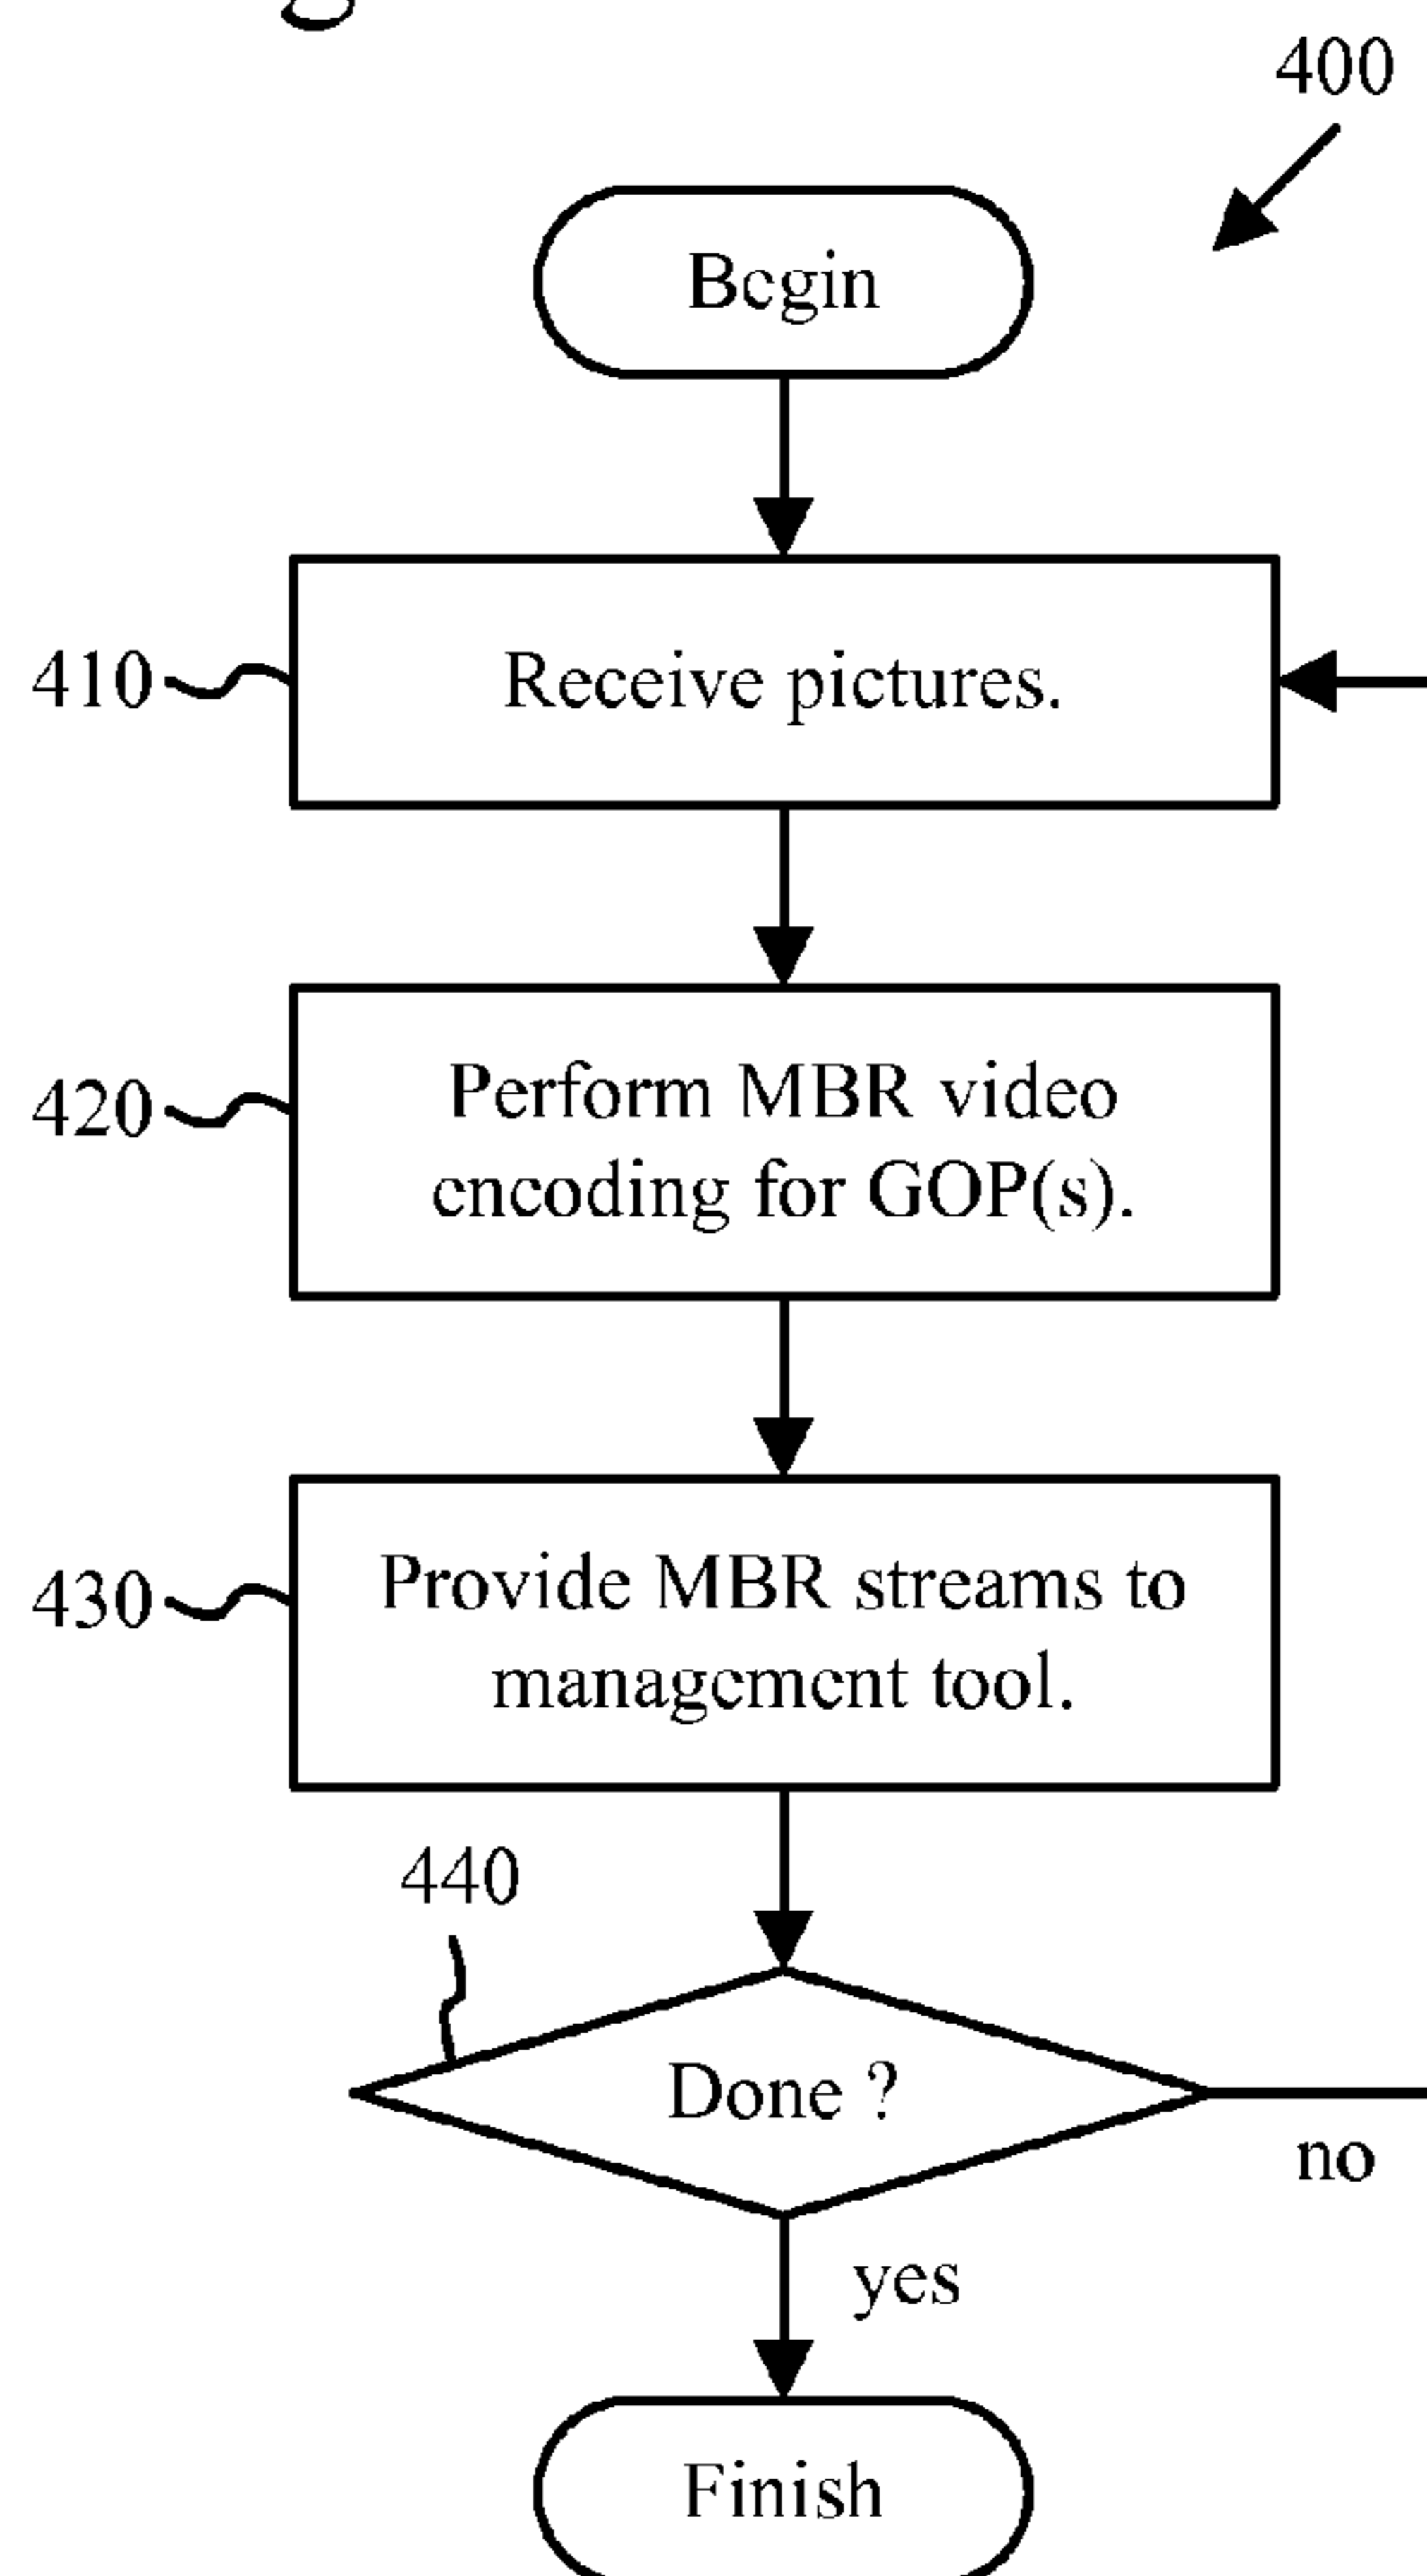 400
Begin
410
Receive pictures.
420
Perform MBR video
encoding for GOP(s).
430
Provide MBR streams to
management tool.
440
Done ?
no
yes
Finish